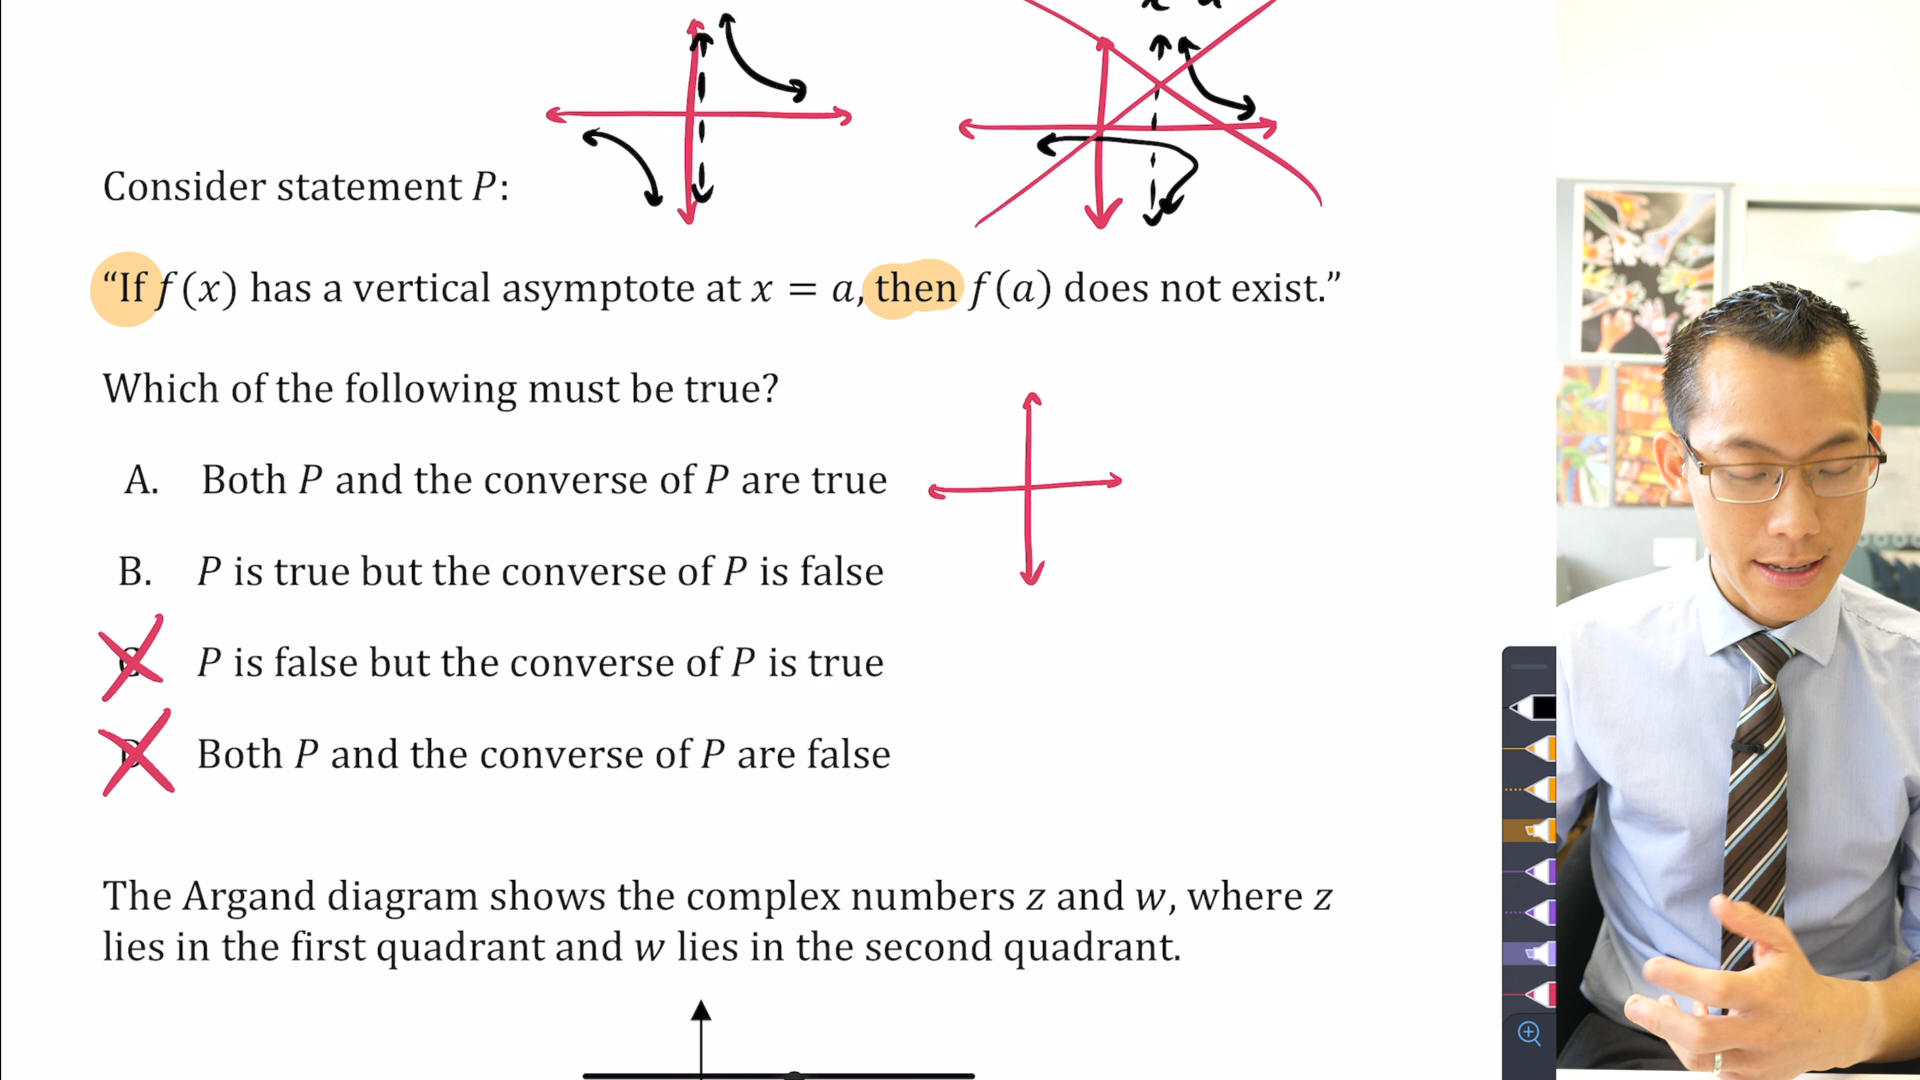 Consider statement P:
“If f(x) has a vertical asymptote at x = a, then f(a) does not exist.”
Which of the following must be true?
A. Both P and the converse of P are true
B. P is true but the converse of P is false
P is false but the converse of P is true
Both P and the converse of P are false
The Argand diagram shows the complex numbers z and w, where z
lies in the first quadrant and w lies in the second quadrant.